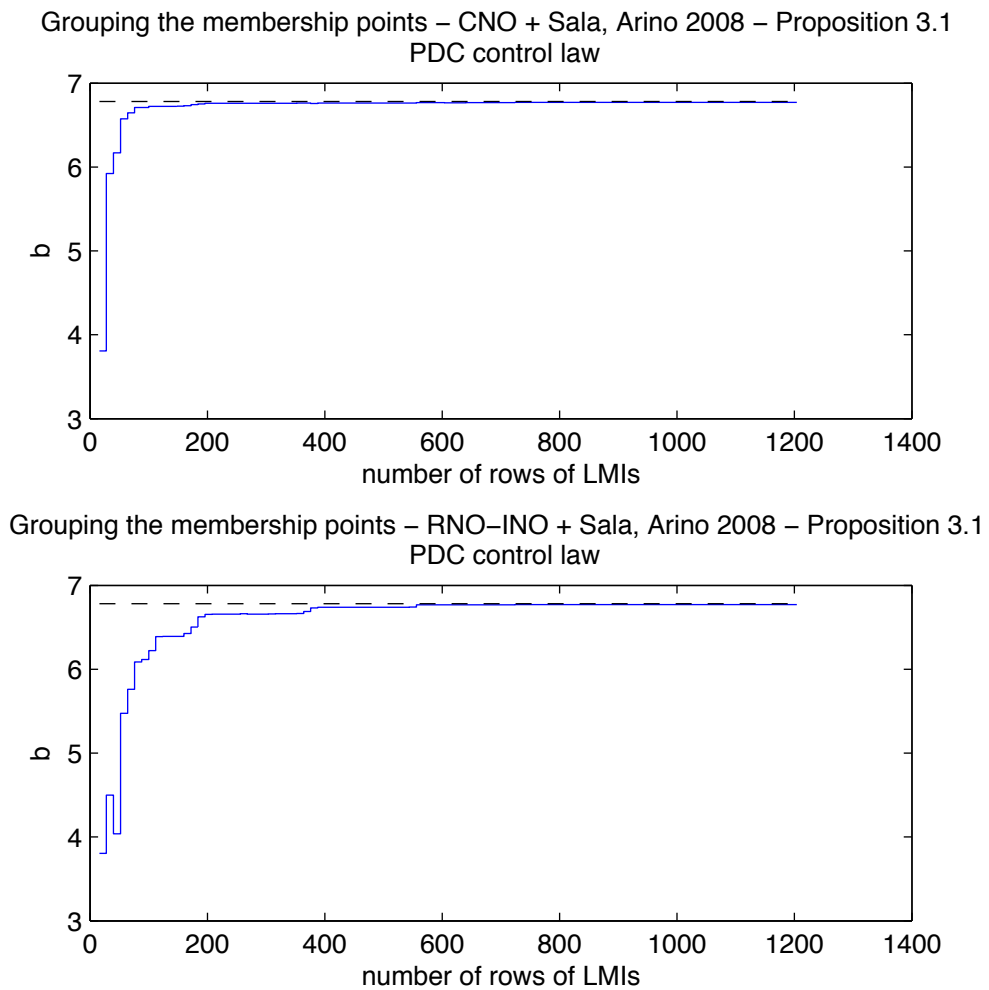 Grouping the membership points − CNO + Sala, Arino 2008 − Proposition 3.1
PDC control law
7
6
5
4
3
b
0 200 400 600 800 1000 1200 1400
number of rows of LMIs
Grouping the membership points − RNO−INO + Sala, Arino 2008 − Proposition 3.1
PDC control law
7
6
5
4
3
b
0 200 400 600 800 1000 1200 1400
number of rows of LMIs